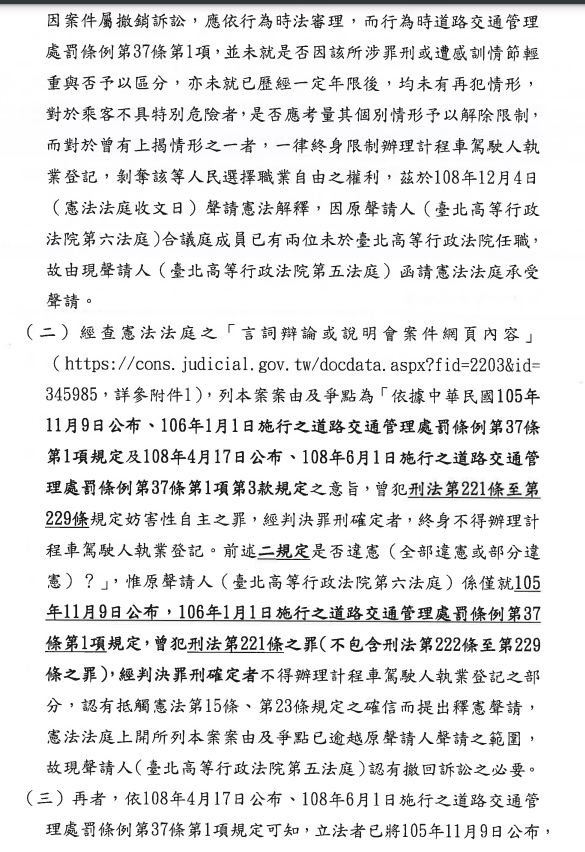 因案件屬撤銷訴訟，應依行為時法審理，而行為時道路交通管理
處罰條例第37條第1項，並未就是否因該所涉罪刑或遭感訓情節輕
重與否予以區分，亦未就已歷經一定年限後，均未有再犯情形，
對於乘客不具特別危險者，是否應考量其個別情形予以解除限制，
而對於曾有上揭情形之一者，一律終身限制辦理計程車駕駛人執
業登記，剝奪該等人民選擇職業自由之權利，茲於108年12月4日
（憲法法庭收文日）聲請憲法解釋，因原聲請人（臺北高等行政
法院第六法庭)合議庭成員已有兩位未於臺北高等行政法院任職，
故由現聲請人（臺北高等行政法院第五法庭）函請憲法法庭承受
聲請。
（二）經查憲法法庭之「言詞辯論或說明會案件網頁內容」
（https://cons.judicial.gov.tw/docdata.aspx?fid=2203&id=
345985，詳參附件1)，列本案案由及爭點為「依據中華民國105年
11月9日公布、106年1月1日施行之道路交通管理處罰條例第37條
第1項規定及108年4月17日公布、108年6月1日施行之道路交通管
理處罰條例第37條第1項第3款規定之意旨，曾犯刑法第221條至第
229條規定妨害性自主之罪，經判決罪刑確定者，終身不得辦理計
程車駕駛人執業登記。前述二規定是否違憲（全部違憲或部分違
憲）？」，惟原聲請人（臺北高等行政法院第六法庭）係僅就105
年11月9日公布，106年1月1日施行之道路交通管理處罰條例第37
條第1項規定，曾犯刑法第221條之罪(不包含刑法第222條至第229
條之罪)，經判決罪刑確定者不得辦理計程車駕駛人執業登記之部
分，認有抵觸憲法第15條、第23條規定之確信而提出釋憲聲請，
憲法法庭上開所列本案案由及爭點已逾越原聲請人聲請之範圍，
故現聲請人(臺北高等行政法院第五法庭)認有撤回訴訟之必要。
（三）再者，依108年4月17日公布、108年6月1日施行之道路交通管
理處罰條例第37條第1項規定可知，立法者已將105年11月9日公布，